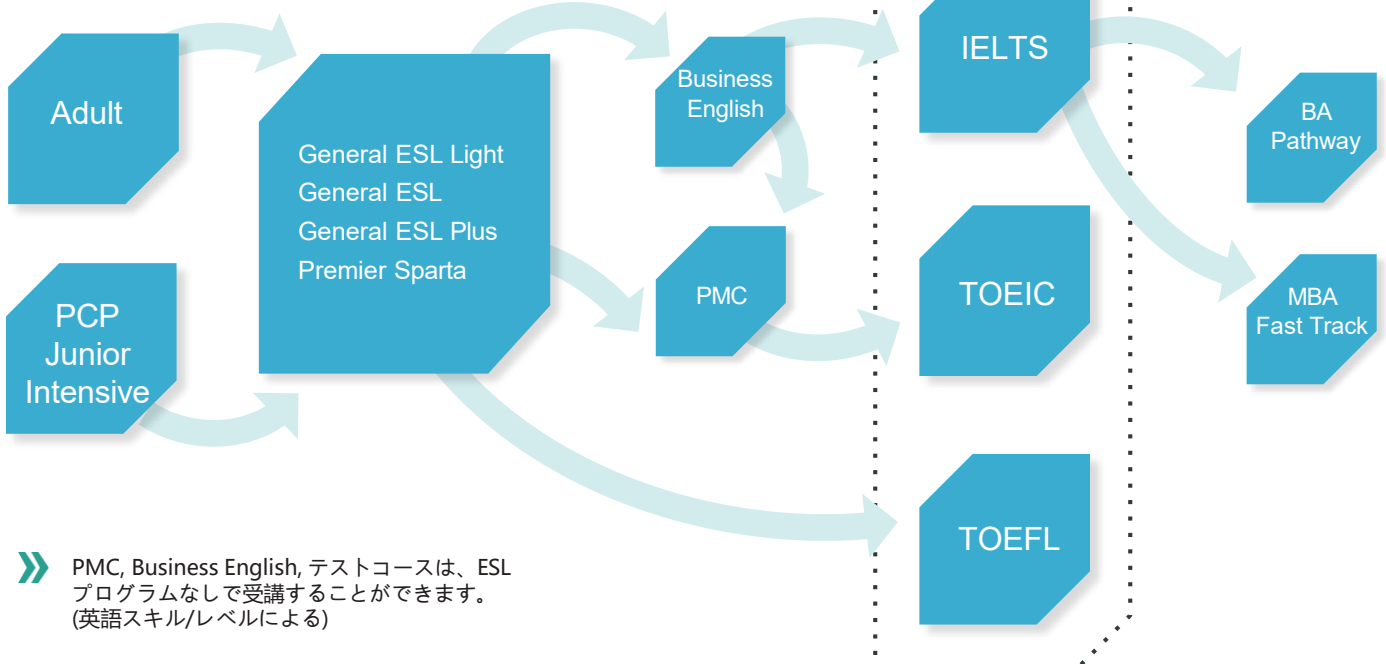 Adult
PCP
Junior
Intensive
General ESL Light
General ESL
General ESL Plus
Premier Sparta
Business
English
PMC
IELTS
TOEIC
TOEFL
BA
Pathway
MBA
Fast Track
PMC, Business English, テストコースは、ESL
プログラムなしで受講することができます。
(英語スキル/レベルによる)